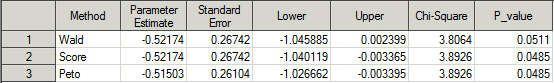 Method Parameter Estimate Standard Error Lower Upper Chi-Square P_value
1 Wald -0.52174 0.26742 -1.045885 0.002399 3.8064 0.0511
2 Score -0.52174 0.26742 -1.040119 -0.003365 3.8926 0.0485
3 Peto -0.51503 0.26104 -1.026662 -0.003395 3.8926 0.0485